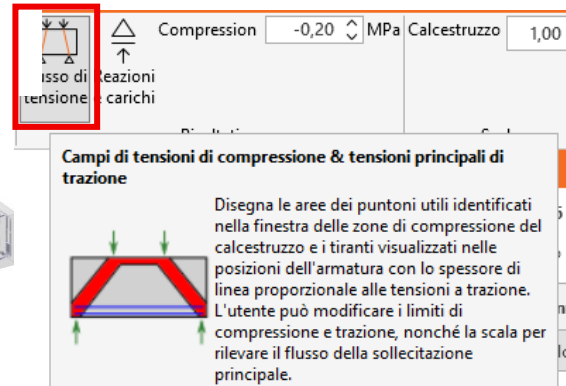 Compression -0,20 MPa Calcestruzzo 1,00
di Reazioni
tensione e carichi
Campi di tensioni di compressione & tensioni principali di
trazione
Disegna le aree dei puntoni utili identificati
nella finestra delle zone di compressione del
calcestruzzo e i tiranti visualizzati nelle
posizioni dell'armatura con lo spessore di
linea proporzionale alle tensioni a trazione.
L'utente può modificare i limiti di
compressione e trazione, nonché la scala per
rilevare il flusso della sollecitazione
principale.